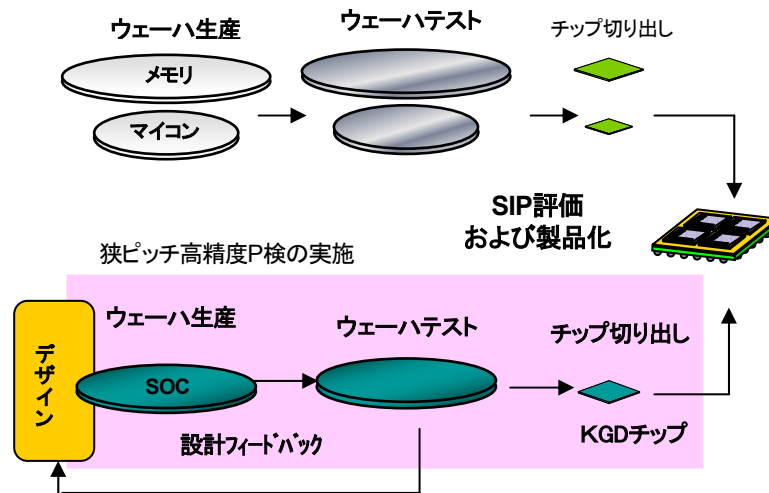 ウェーハ生産
ウェーハテスト
チップ切り出し
メモリ
マイコン
SIP評価
および製品化
狭ピッチ高精度P検の実施
ウェーハ生産
ウェーハテスト
チップ切り出し
デザイン
SOC
設計フィードバック
KGDチップ